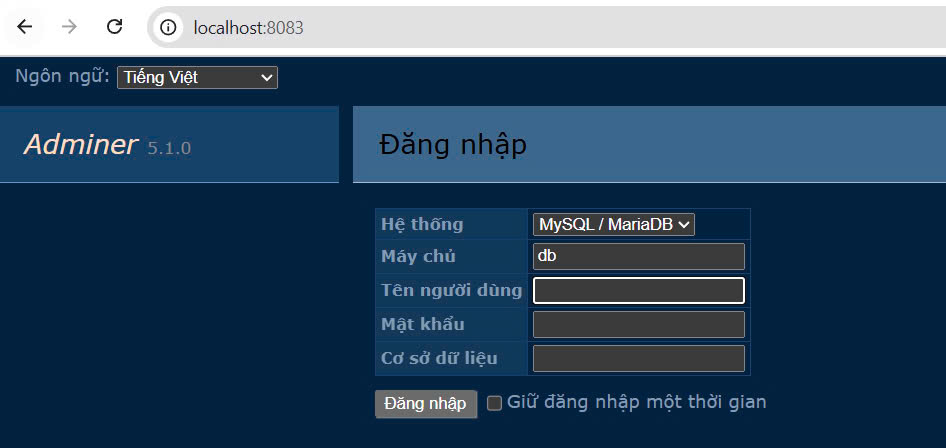 localhost:8083
Ngôn ngữ: Tiếng Việt
Adminer 5.1.0
Đăng nhập
Hệ thống MySQL / MariaDB
Máy chủ db
Tên người dùng
Mật khẩu
Cơ sở dữ liệu
Đăng nhập Giữ đăng nhập một thời gian